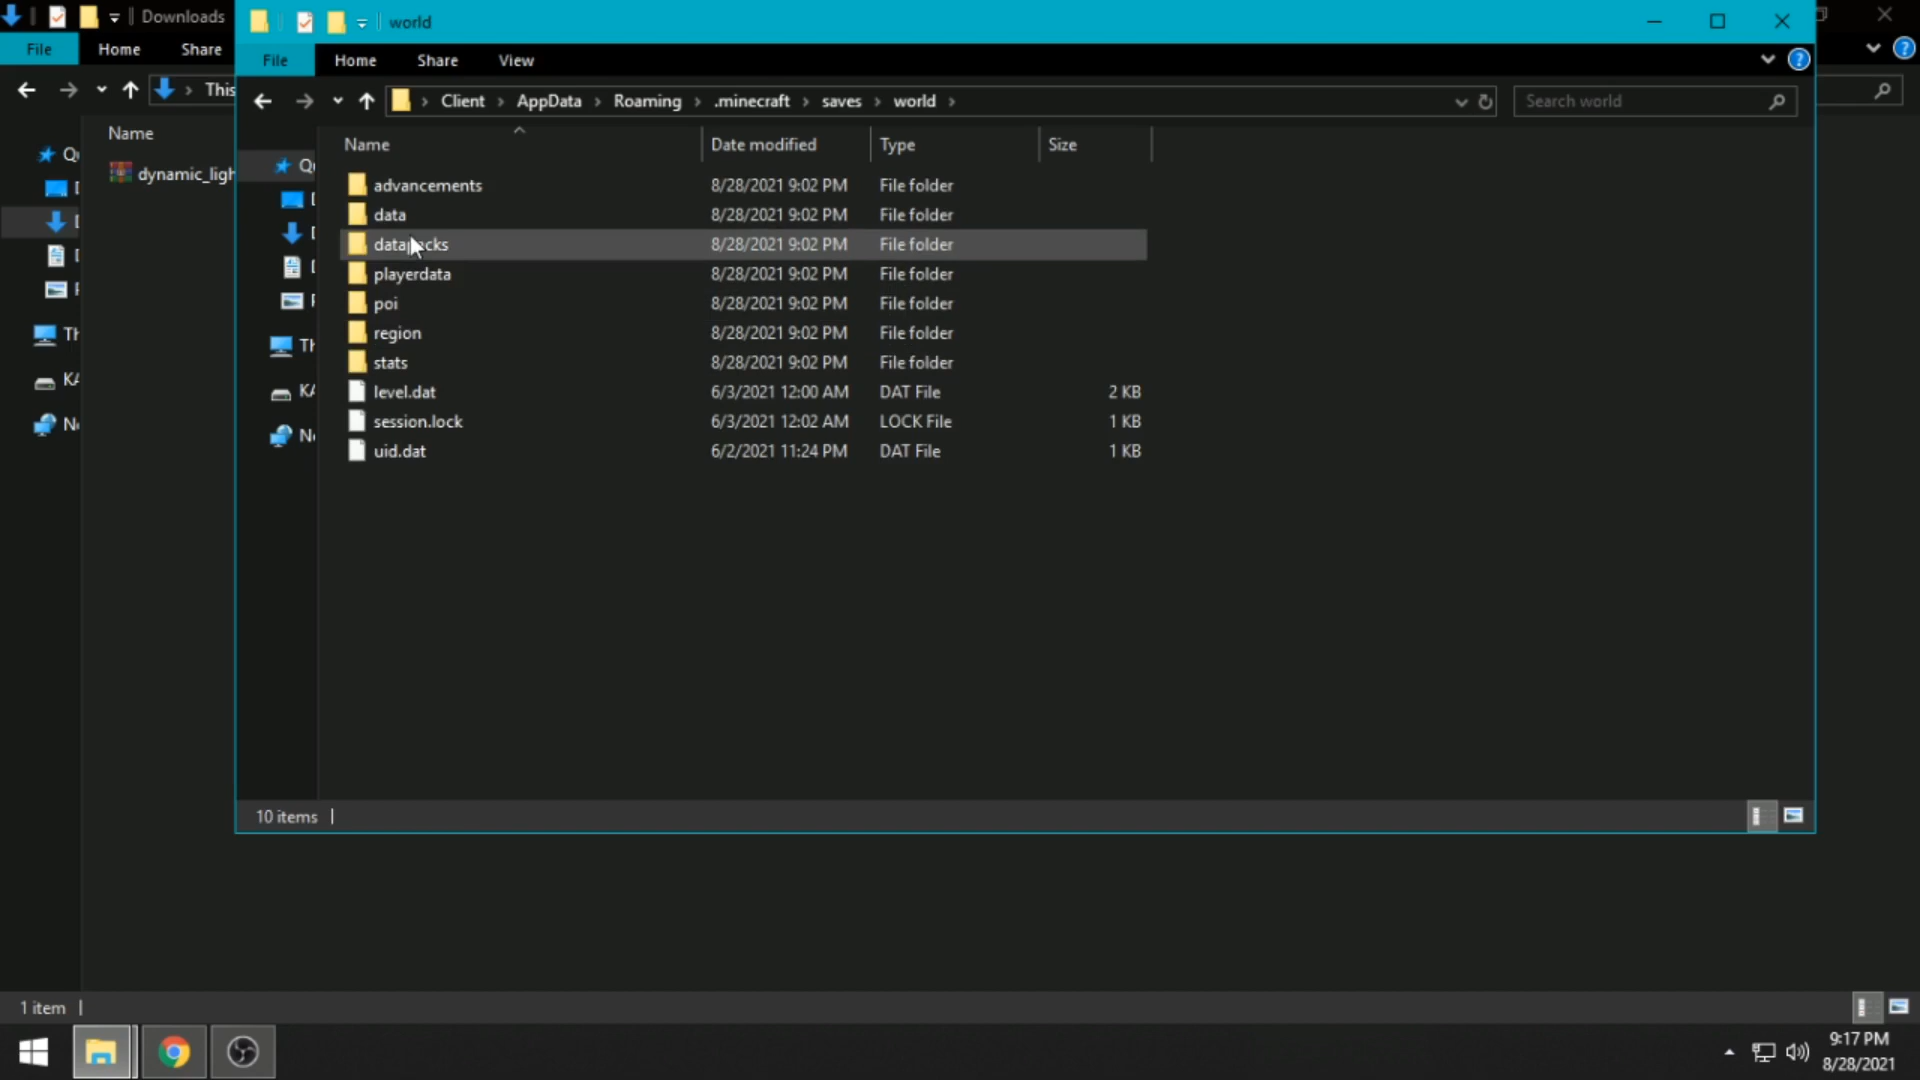 Downloads
File Home Share
This
Name
dynamic_ligh
1 item
world
File Home Share View
Client AppData Roaming .minecraft saves world
Search world
Name Date modified Type Size
advancements 8/28/2021 9:02 PM File folder
data 8/28/2021 9:02 PM File folder
datapacks 8/28/2021 9:02 PM File folder
playerdata 8/28/2021 9:02 PM File folder
poi 8/28/2021 9:02 PM File folder
region 8/28/2021 9:02 PM File folder
stats 8/28/2021 9:02 PM File folder
level.dat 6/3/2021 12:00 AM DAT File 2 KB
session.lock 6/3/2021 12:02 AM LOCK File 1 KB
uid.dat 6/2/2021 11:24 PM DAT File 1 KB
10 items
9:17 PM
8/28/2021